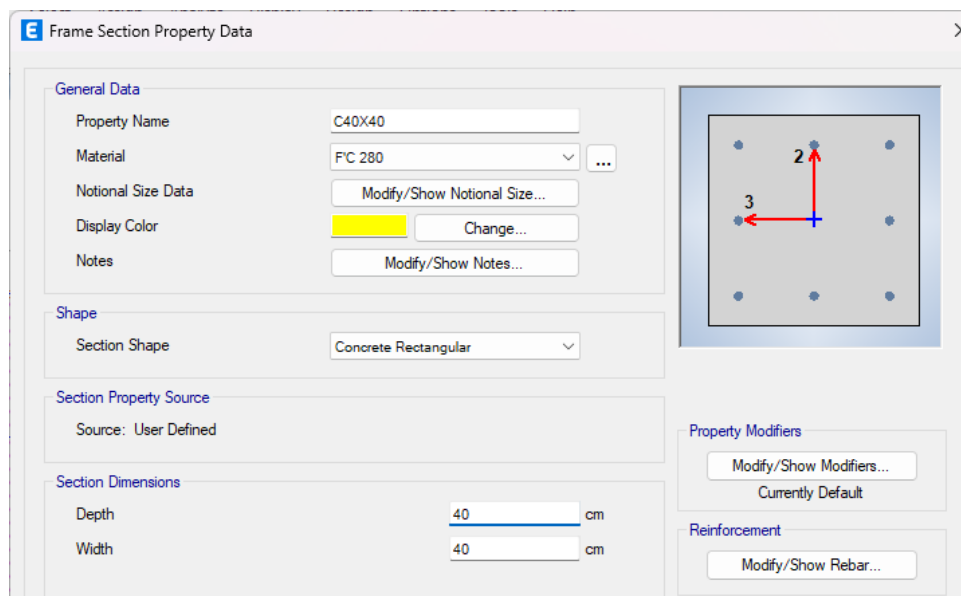 E Frame Section Property Data
General Data
Property Name C40X40
Material F'C 280 ...
Notional Size Data Modify/Show Notional Size...
Display Color Change...
Notes Modify/Show Notes...
Shape
Section Shape Concrete Rectangular
Section Property Source
Source: User Defined
Section Dimensions
Depth 40 cm
Width 40 cm
2
3
Property Modifiers
Modify/Show Modifiers...
Currently Default
Reinforcement
Modify/Show Rebar...